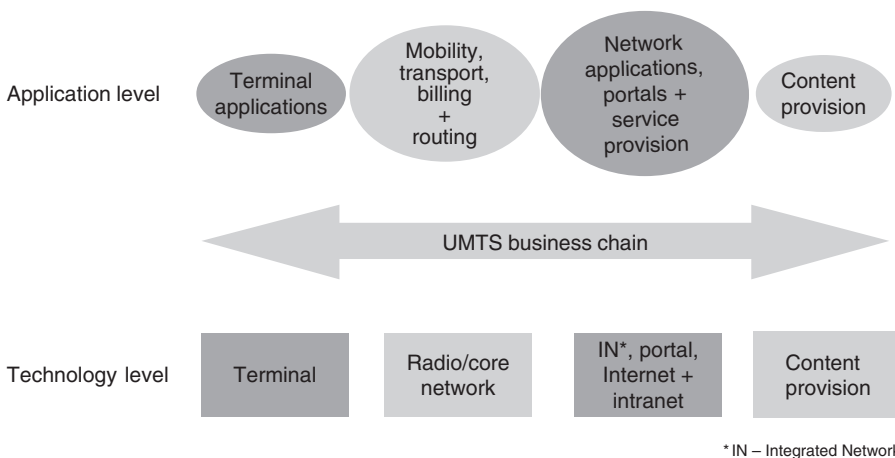 Application level
Terminal
applications
Mobility,
transport,
billing
+
routing
Network
applications,
portals +
service
provision
Content
provision
UMTS business chain
Technology level
Terminal
Radio/core
network
IN*, portal,
Internet +
intranet
Content
provision
* IN – Integrated Network